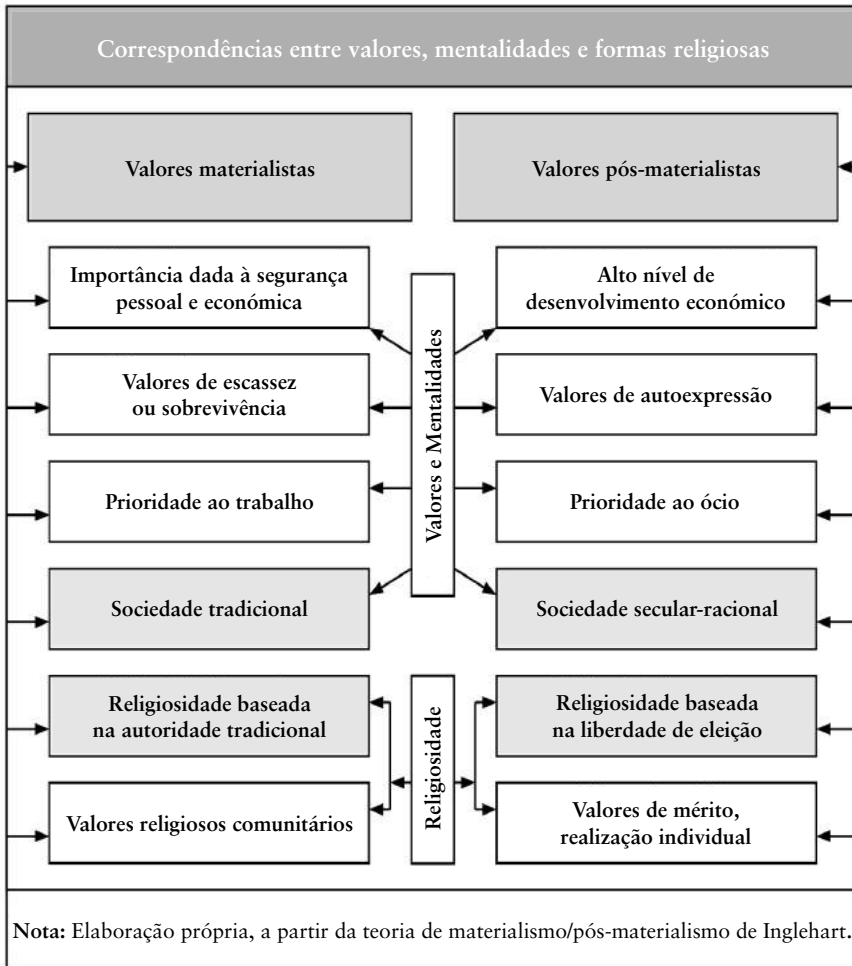 Correspondências entre valores, mentalidades e formas religiosas
Valores materialistas
Valores pós-materialistas
Importância dada à segurança
pessoal e económica
Alto nível de
desenvolvimento económico
Valores e Mentalidades
Valores de escassez
ou sobrevivência
Valores de autoexpressão
Prioridade ao trabalho
Prioridade ao ócio
Sociedade tradicional
Sociedade secular-racional
Religiosidade baseada
na autoridade tradicional
Religiosidade baseada
na liberdade de eleição
Religiosidade
Valores religiosos comunitários
Valores de mérito,
realização individual
Nota: Elaboração própria, a partir da teoria de materialismo/pós-materialismo de Inglehart.